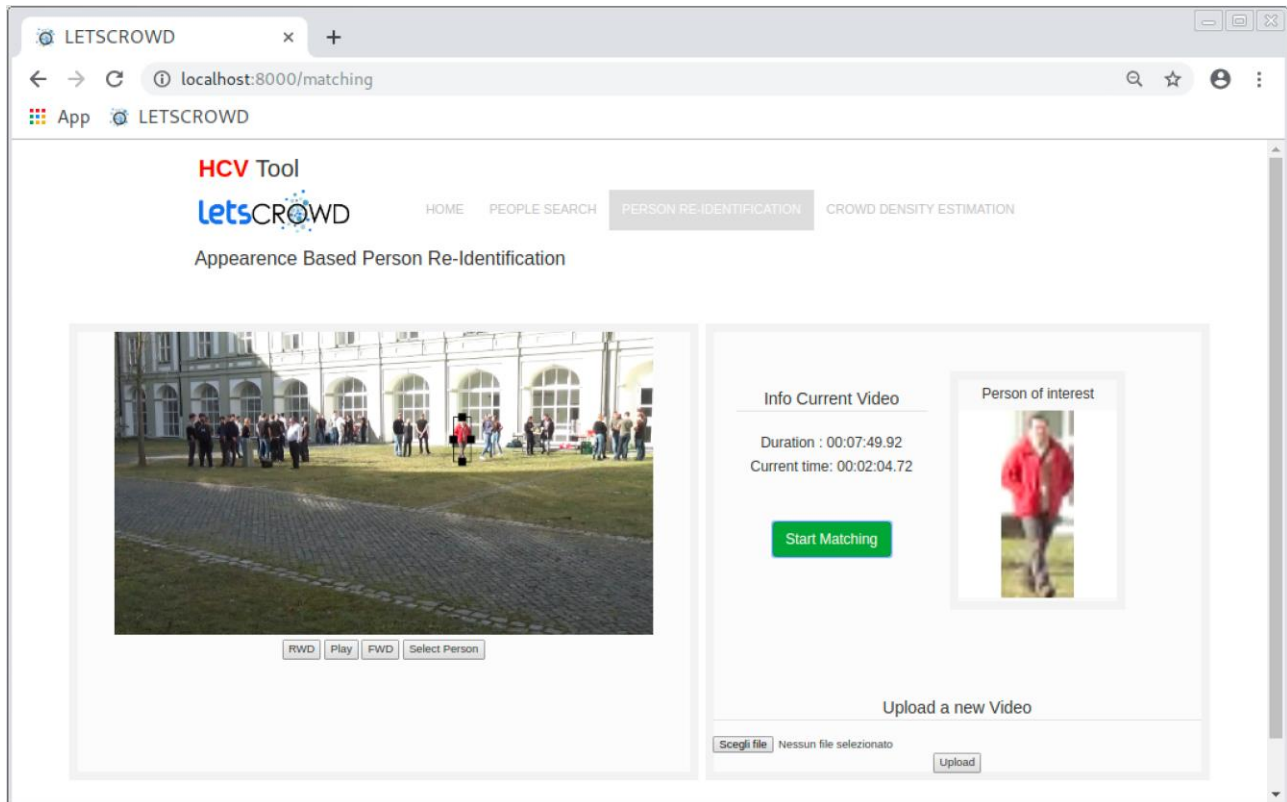 LETSCROWD
localhost:8000/matching
App LETSCROWD
HCV Tool
LetsCROWD
HOME PEOPLE SEARCH PERSON RE-IDENTIFICATION CROWD DENSITY ESTIMATION
Appearence Based Person Re-Identification
RWD Play FWD Select Person
Info Current Video
Duration : 00:07:49.92
Current time: 00:02:04.72
Start Matching
Person of interest
Upload a new Video
Scegli file Nessun file selezionato
Upload